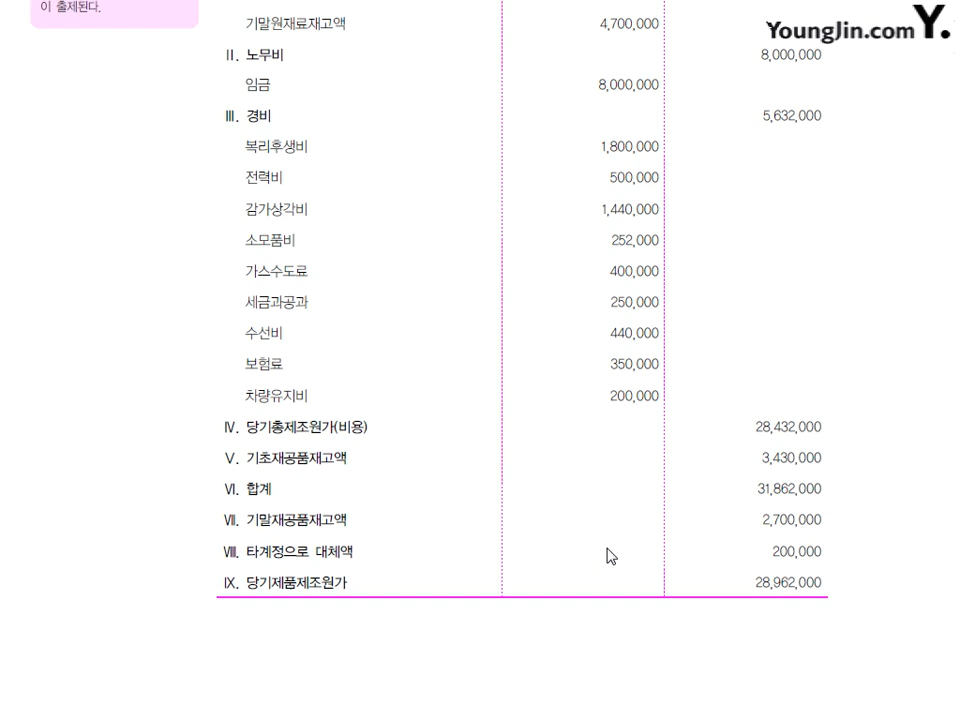 이 출제된다.
YoungJin.com Y.
기말원재료재고액 4,700,000
II. 노무비 8,000,000
임금 8,000,000
III. 경비 5,632,000
복리후생비 1,800,000
전력비 500,000
감가상각비 1,440,000
소모품비 252,000
가스수도료 400,000
세금과공과 250,000
수선비 440,000
보험료 350,000
차량유지비 200,000
IV. 당기총제조원가(비용) 28,432,000
V. 기초재공품재고액 3,430,000
VI. 합계 31,862,000
VII. 기말재공품재고액 2,700,000
VIII. 타계정으로 대체액 200,000
IX. 당기제품제조원가 28,962,000